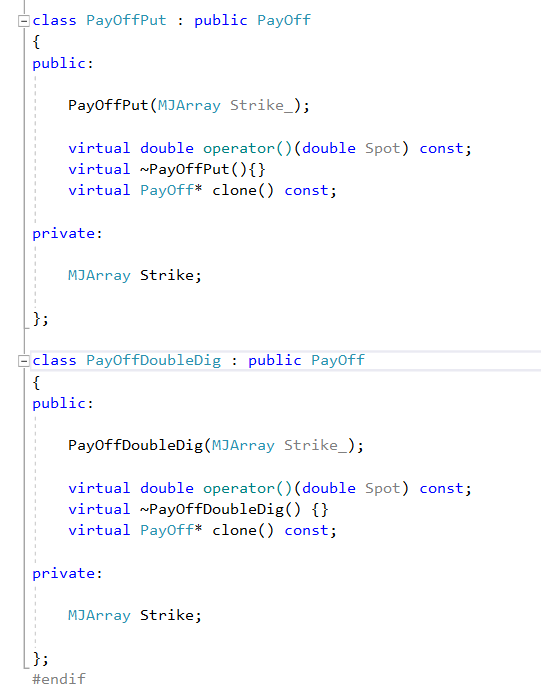 class PayOffPut : public PayOff
{
public:
PayOffPut(MJArray Strike_);
virtual double operator()(double Spot) const;
virtual ~PayOffPut(){}
virtual PayOff* clone() const;
private:
MJArray Strike;
};
class PayOffDoubleDig : public PayOff
{
public:
PayOffDoubleDig(MJArray Strike_);
virtual double operator()(double Spot) const;
virtual ~PayOffDoubleDig() {}
virtual PayOff* clone() const;
private:
MJArray Strike;
};
#endif